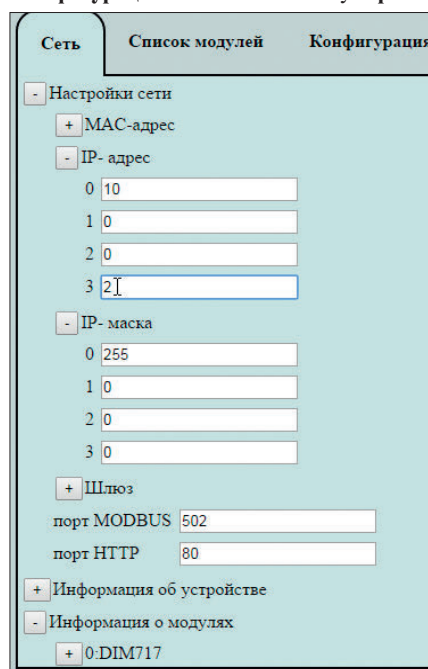 Сеть Список модулей Конфигурация
- Настройки сети
+ MAC-адрес
- IP- адрес
0 10
1 0
2 0
3 2
- IP- маска
0 255
1 0
2 0
3 0
+ Шлюз
порт MODBUS 502
порт HTTP 80
+ Информация об устройстве
- Информация о модулях
+ 0:DIM717